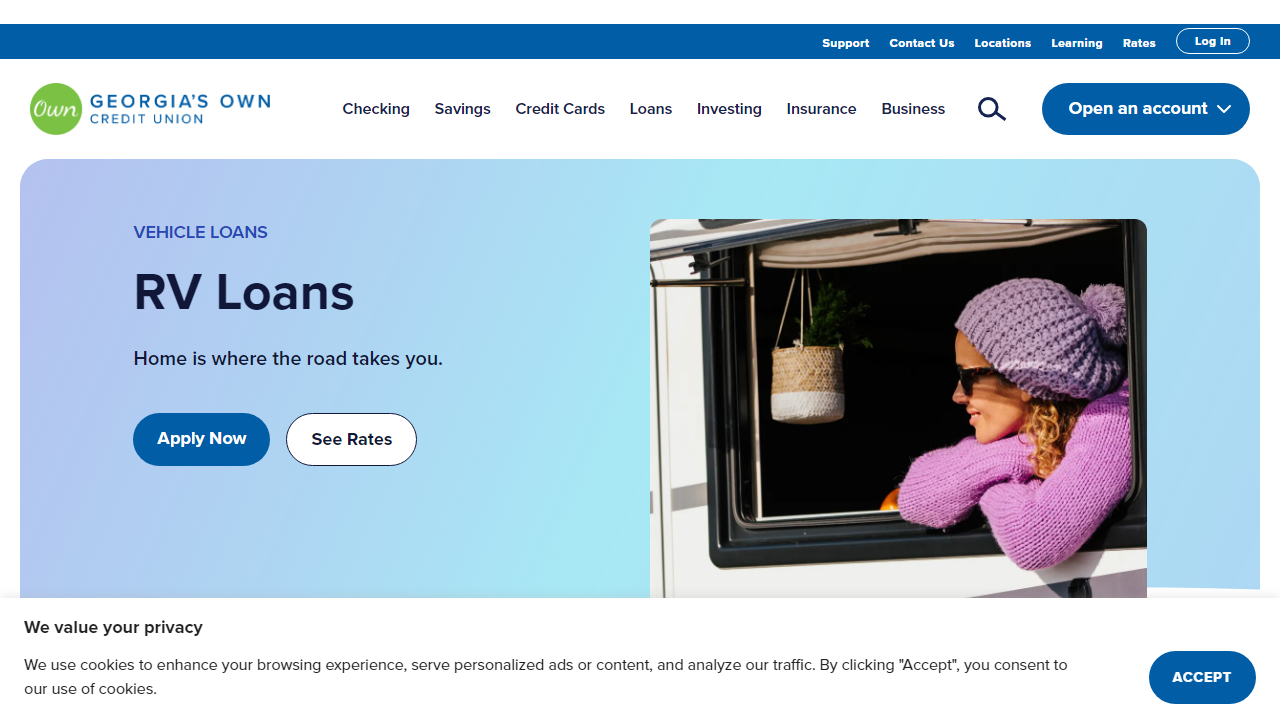 Support Contact Us Locations Learning Rates Log In
Own GEORGIA'S OWN
CREDIT UNION
Checking Savings Credit Cards Loans Investing Insurance Business Open an account
VEHICLE LOANS
RV Loans
Home is where the road takes you.
Apply Now See Rates
We value your privacy
We use cookies to enhance your browsing experience, serve personalized ads or content, and analyze our traffic. By clicking "Accept", you consent to
our use of cookies.
ACCEPT